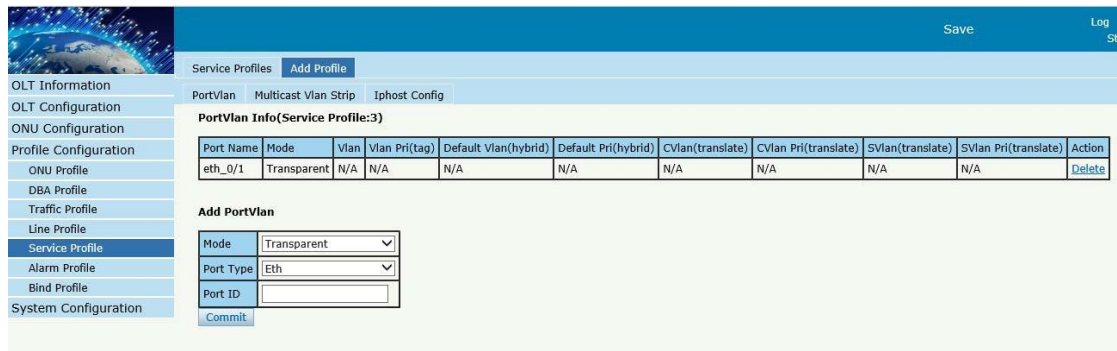 Save
Log
St
Service Profiles Add Profile
OLT Information
OLT Configuration
ONU Configuration
Profile Configuration
ONU Profile
DBA Profile
Traffic Profile
Line Profile
Service Profile
Alarm Profile
Bind Profile
System Configuration
PortVlan Multicast Vlan Strip Iphost Config
PortVlan Info(Service Profile:3)
Port Name Mode Vlan Vlan Pri(tag) Default Vlan(hybrid) Default Pri(hybrid) CVlan(translate) CVlan Pri(translate) SVlan(translate) SVlan Pri(translate) Action
eth_0/1 Transparent N/A N/A N/A N/A N/A N/A N/A N/A Delete
Add PortVlan
Mode Transparent
Port Type Eth
Port ID
Commit